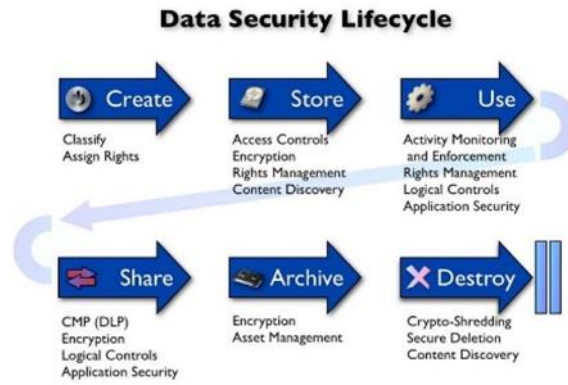 Data Security Lifecycle
Create
Store
Use
Classify
Assign Rights
Access Controls
Encryption
Rights Management
Content Discovery
Activity Monitoring
and Enforcement
Rights Management
Logical Controls
Application Security
Share
Archive
Destroy
CMP (DLP)
Encryption
Logical Controls
Application Security
Encryption
Asset Management
Crypto-Shredding
Secure Deletion
Content Discovery